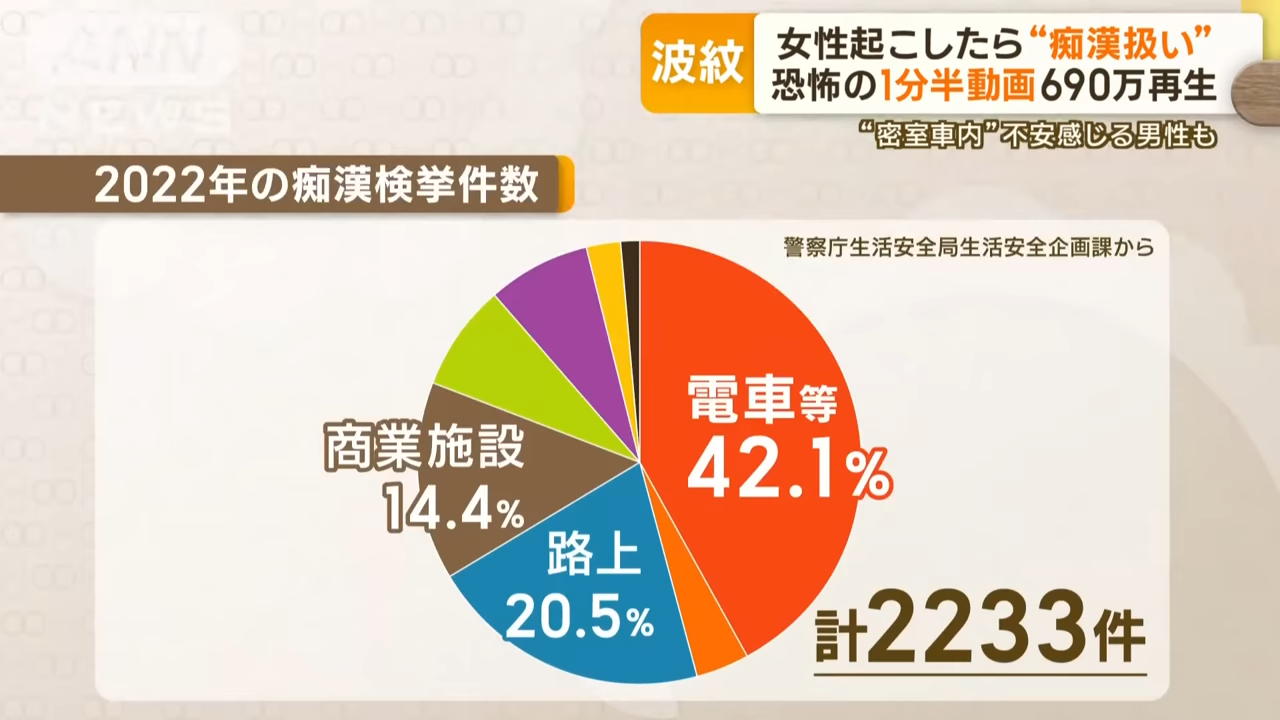 ANN
NEWS
波紋
女性起こしたら“痴漢扱い”
恐怖の1分半動画690万再生
“密室車内”不安感じる男性も
2022年の痴漢検挙件数
警察庁生活安全局生活安全企画課から
電車等
42.1%
商業施設
14.4%
路上
20.5%
計2233件